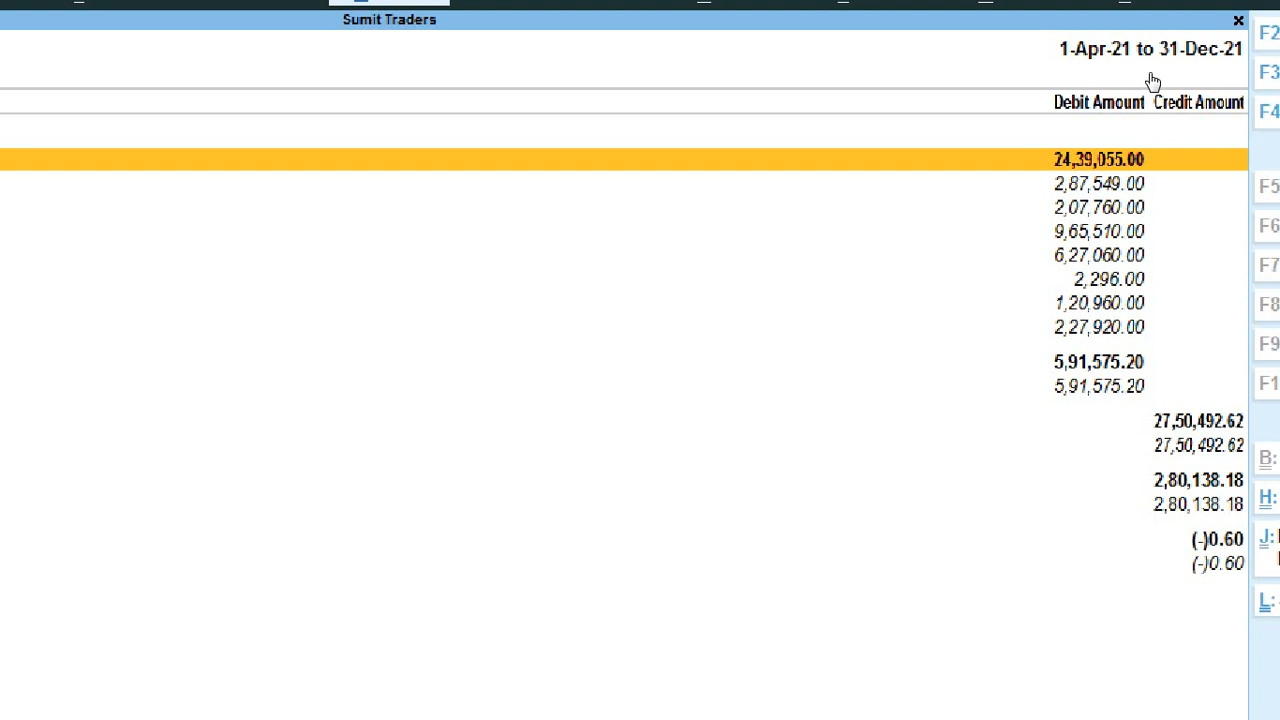 Sumit Traders
1-Apr-21 to 31-Dec-21
Debit Amount Credit Amount
24,39,055.00
2,87,549.00
2,07,760.00
9,65,510.00
6,27,060.00
2,296.00
1,20,960.00
2,27,920.00
5,91,575.20
5,91,575.20
27,50,492.62
27,50,492.62
2,80,138.18
2,80,138.18
(-)0.60
(-)0.60
F2
F3
F4
F5
F6
F7
F8
F9
F1
B:
H:
J:
L: